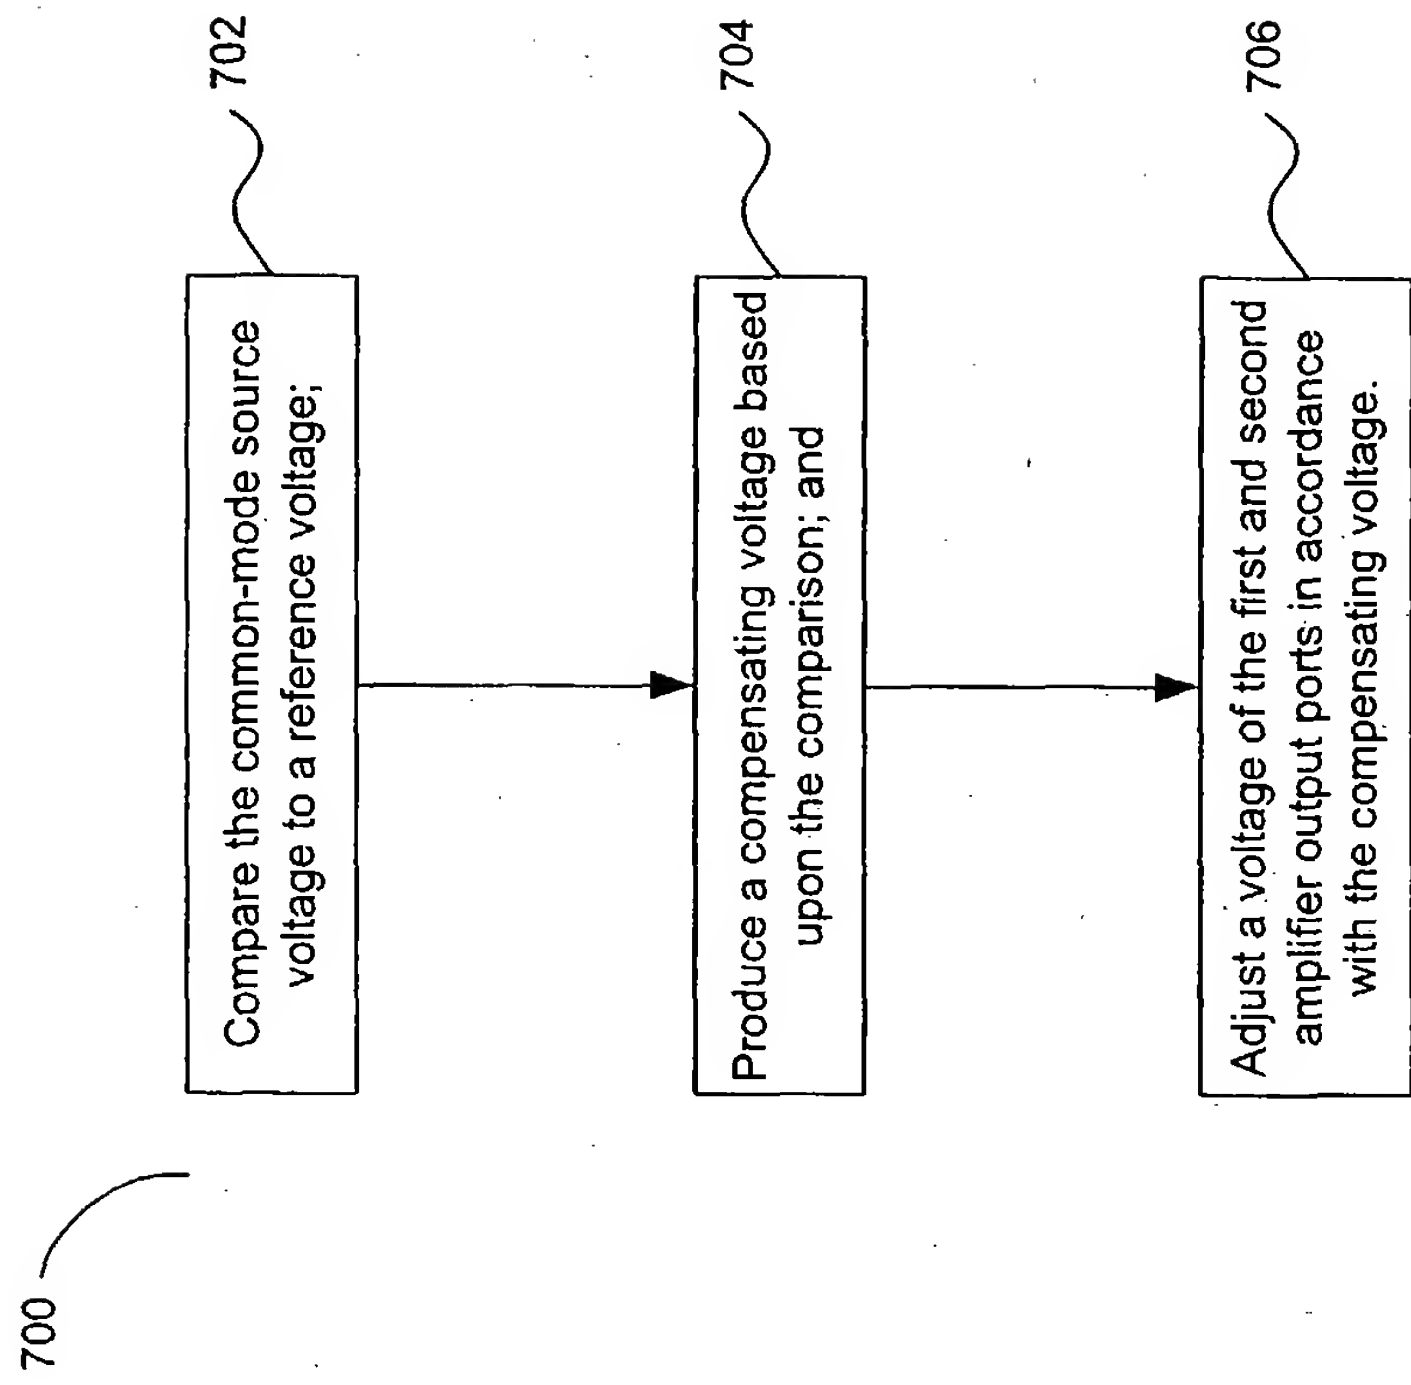 700
Compare the common-mode source
voltage to a reference voltage;
702
Produce a compensating voltage based
upon the comparison; and
704
Adjust a voltage of the first and second
amplifier output ports in accordance
with the compensating voltage.
706